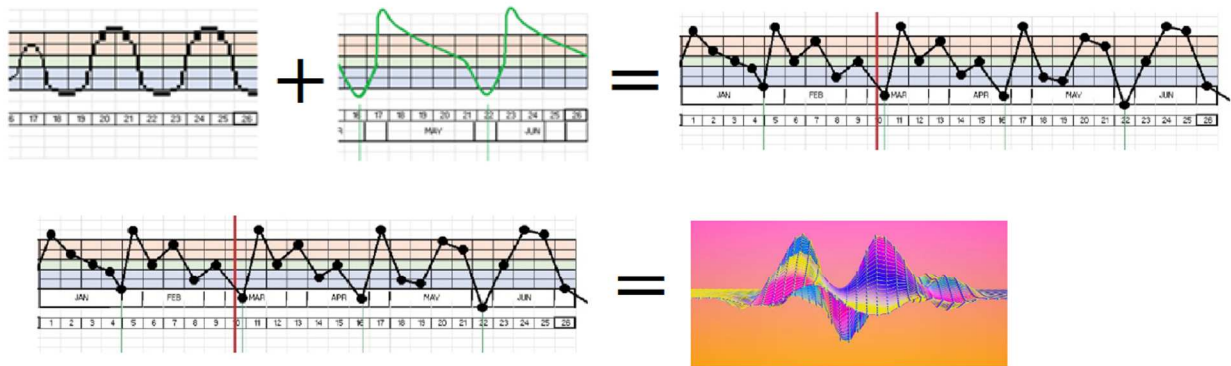 +
=
JAN FEB MAR APR MAY JUN
1 2 3 4 5 6 7 8 9 10 11 12 13 14 15 16 17 18 19 20 21 22 23 24 25 26
17 18 19 20 21 22 23 24 25 26
16 17 18 19 20 21 22 23 24 25 26
MAY JUN
JAN FEB MAR APR MAY JUN
=
1 2 3 4 5 6 7 8 9 10 11 12 13 14 15 16 17 18 19 20 21 22 23 24 25 26